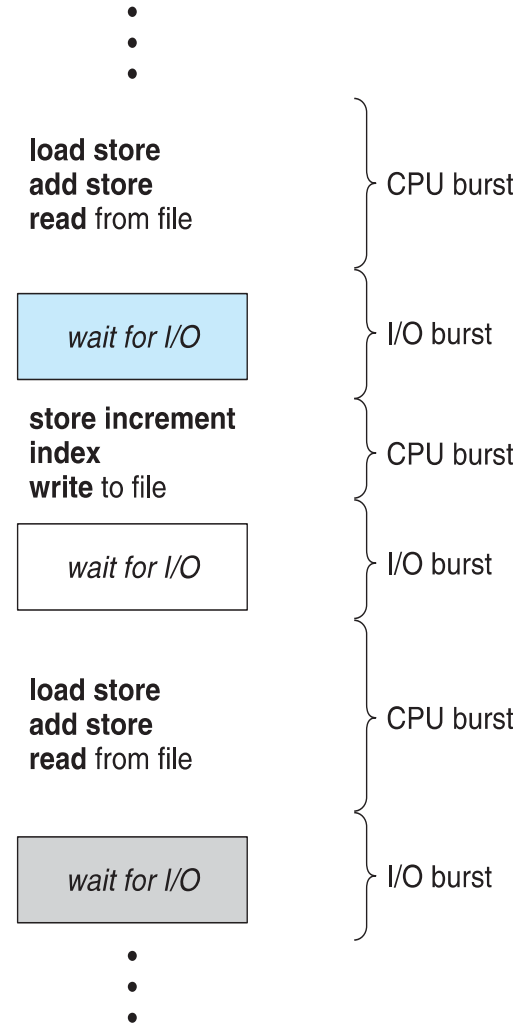 load store
add store
read from file
CPU burst
wait for I/O
I/O burst
store increment
index
write to file
CPU burst
wait for I/O
I/O burst
load store
add store
read from file
CPU burst
wait for I/O
I/O burst